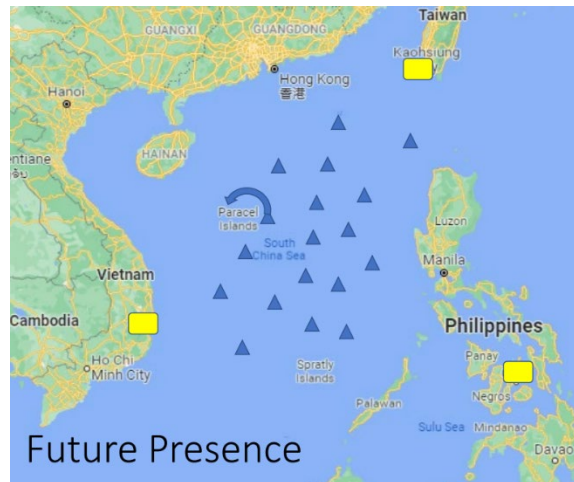 Taiwan
GUANGXI
GUANGDONG
Kaohsiung
Hong Kong
香港
Hanoi
HAINAN
Paracel
Islands
Luzon
South
China Sea
Manila
Vietnam
Cambodia
Philippines
Ho Chi
Minh City
Panay
Spratly
Islands
Negros
Palawan
Sulu Sea
Mindanao
Davao
Future Presence